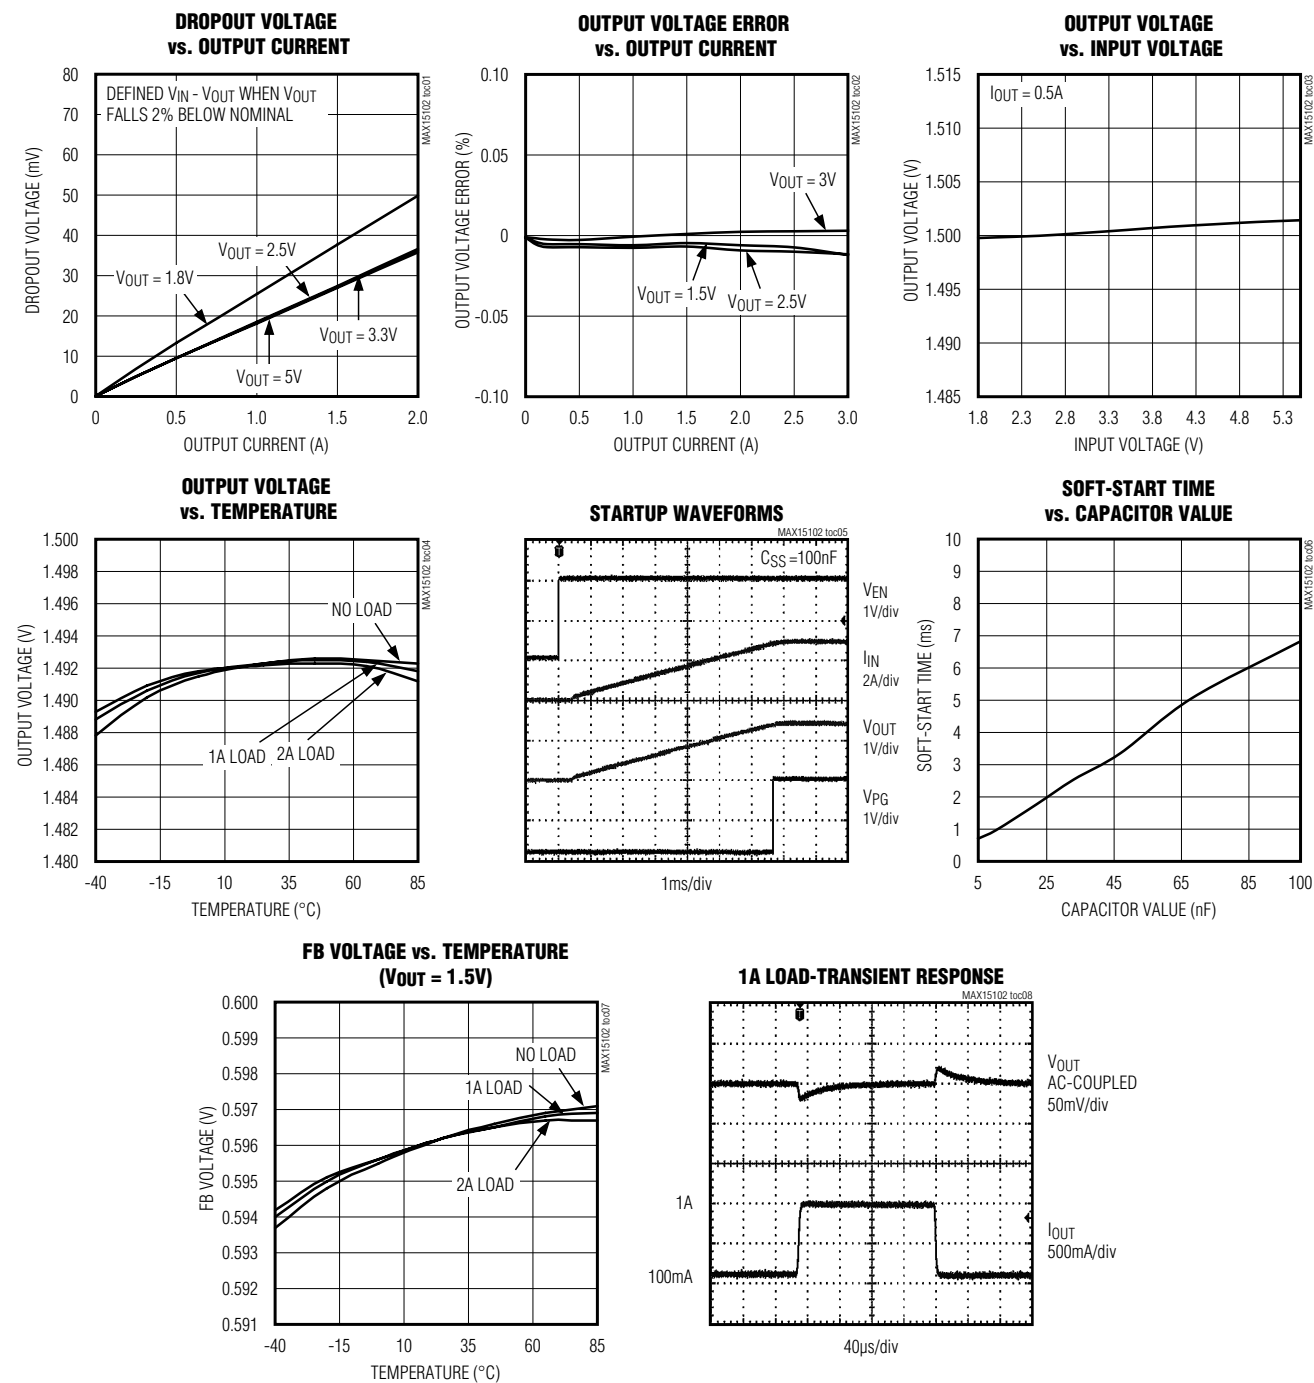 DROPOUT VOLTAGE
vs. OUTPUT CURRENT
80
70
60
50
40
30
20
10
0
DROPOUT VOLTAGE (mV)
DEFINED VIN - VOUT WHEN VOUT
FALLS 2% BELOW NOMINAL
VOUT = 2.5V
VOUT = 1.8V
VOUT = 3.3V
VOUT = 5V
MAX15102 toc01
0 0.5 1.0 1.5 2.0
OUTPUT CURRENT (A)
OUTPUT VOLTAGE ERROR
vs. OUTPUT CURRENT
0.10
0.05
0
-0.05
-0.10
OUTPUT VOLTAGE ERROR (%)
VOUT = 3V
VOUT = 1.5V
VOUT = 2.5V
MAX15102 toc02
0 0.5 1.0 1.5 2.0 2.5 3.0
OUTPUT CURRENT (A)
OUTPUT VOLTAGE
vs. INPUT VOLTAGE
1.515
1.510
1.505
1.500
1.495
1.490
1.485
OUTPUT VOLTAGE (V)
IOUT = 0.5A
MAX15102 toc03
1.8 2.3 2.8 3.3 3.8 4.3 4.8 5.3
INPUT VOLTAGE (V)
OUTPUT VOLTAGE
vs. TEMPERATURE
1.500
1.498
1.496
1.494
1.492
1.490
1.488
1.486
1.484
1.482
1.480
OUTPUT VOLTAGE (V)
NO LOAD
1A LOAD
2A LOAD
MAX15102 toc04
-40 -15 10 35 60 85
TEMPERATURE (°C)
STARTUP WAVEFORMS
MAX15102 toc05
T
CSS =100nF
VEN
1V/div
IIN
2A/div
VOUT
1V/div
VPG
1V/div
1ms/div
SOFT-START TIME
vs. CAPACITOR VALUE
10
9
8
7
6
5
4
3
2
1
0
SOFT-START TIME (ms)
MAX15102 toc06
5 25 45 65 85 100
CAPACITOR VALUE (nF)
FB VOLTAGE vs. TEMPERATURE
(VOUT = 1.5V)
0.600
0.599
0.598
0.597
0.596
0.595
0.594
0.593
0.592
0.591
FB VOLTAGE (V)
NO LOAD
1A LOAD
2A LOAD
MAX15102 toc07
-40 -15 10 35 60 85
TEMPERATURE (°C)
1A LOAD-TRANSIENT RESPONSE
MAX15102 toc08
T
VOUT
AC-COUPLED
50mV/div
1A
100mA
IOUT
500mA/div
40µs/div